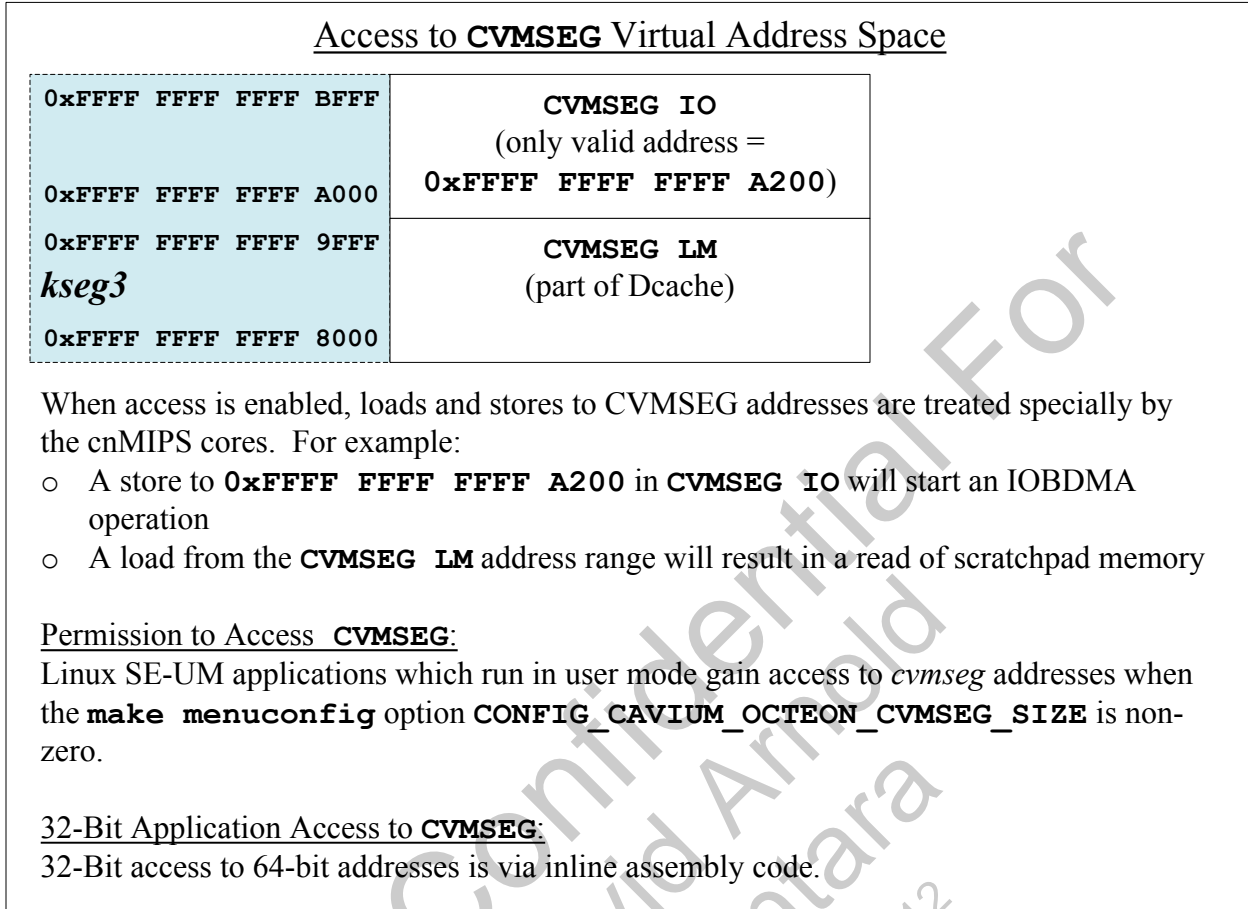 Access to CVMSEG Virtual Address Space
0xFFFF FFFF FFFF BFFF
CVMSEG IO
(only valid address =
0xFFFF FFFF FFFF A200)
0xFFFF FFFF FFFF A000
0xFFFF FFFF FFFF 9FFF
CVMSEG LM
kseg3
(part of Dcache)
0xFFFF FFFF FFFF 8000
When access is enabled, loads and stores to CVMSEG addresses are treated specially by
the cnMIPS cores. For example:
o A store to 0xFFFF FFFF FFFF A200 in CVMSEG IO will start an IOBDMA
operation
o A load from the CVMSEG LM address range will result in a read of scratchpad memory
Permission to Access CVMSEG:
Linux SE-UM applications which run in user mode gain access to cvmseg addresses when
the make menuconfig option CONFIG_CAVIUM_OCTEON_CVMSEG_SIZE is non-
zero.
32-Bit Application Access to CVMSEG:
32-Bit access to 64-bit addresses is via inline assembly code.
Confidential For
Arnold